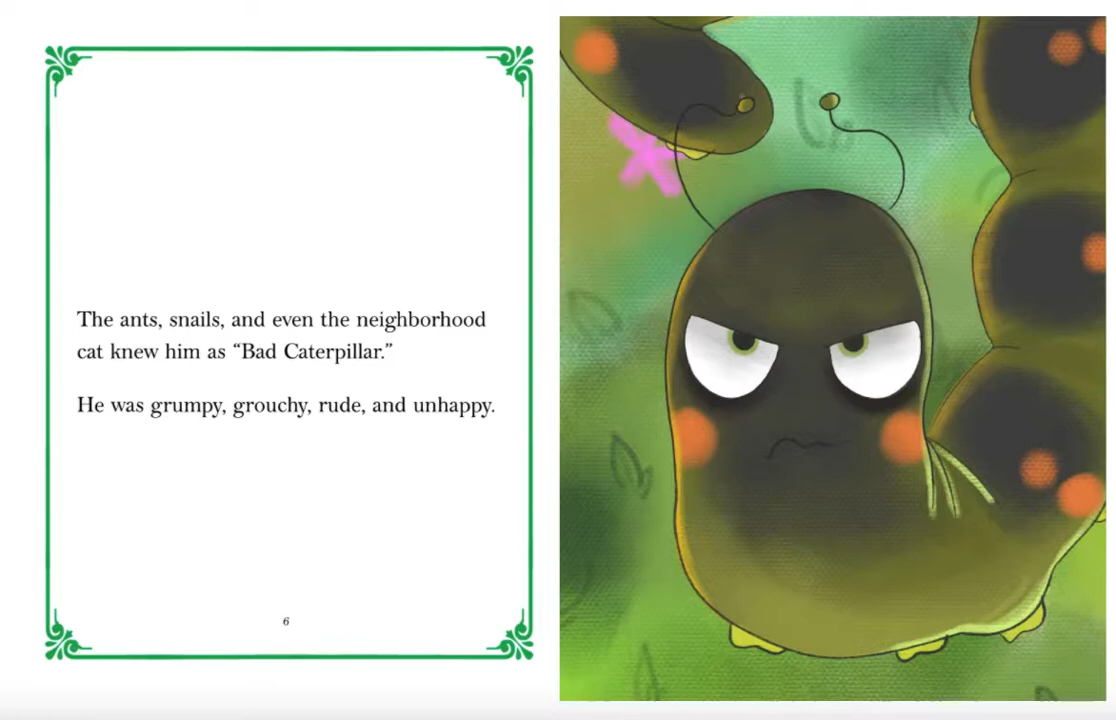 The ants, snails, and even the neighborhood
cat knew him as “Bad Caterpillar.”
He was grumpy, grouchy, rude, and unhappy.
6